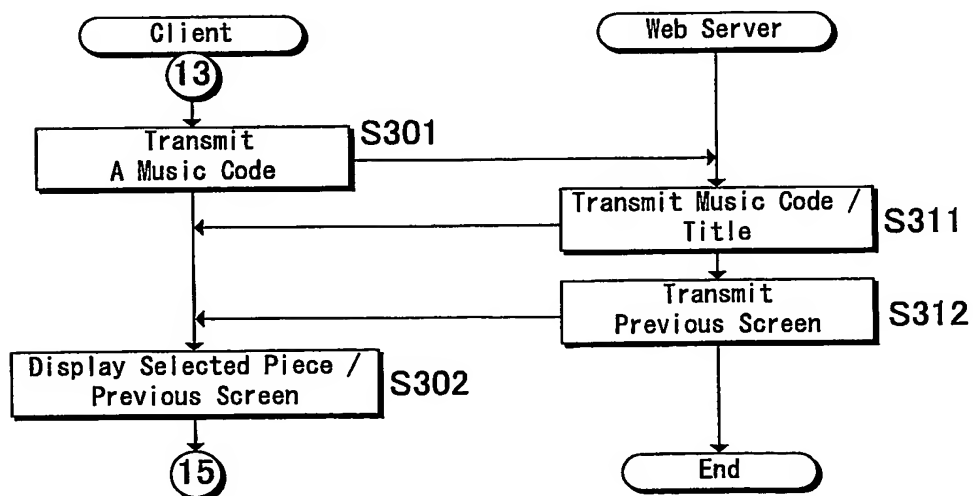 Client
Web Server
13
Transmit
A Music Code
S301
Transmit Music Code /
Title
S311
Transmit
Previous Screen
S312
Display Selected Piece /
Previous Screen
S302
15
End